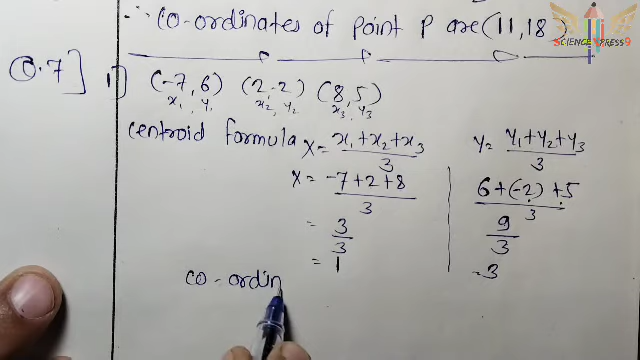 ∴ co-ordinates of point P are (11,18)
SCIENCE XPRESS 9
Q.7] 1] (-7,6) (2,-2) (8,5)
x₁, y₁ x₂, y₂ x₃, y₃
centroid formula x = x₁+x₂+x₃/3 y = y₁+y₂+y₃/3
x = -7+2+8/3 6+(-2)+5/3
= 3/3 9/3
= 1 =3
co-ordin